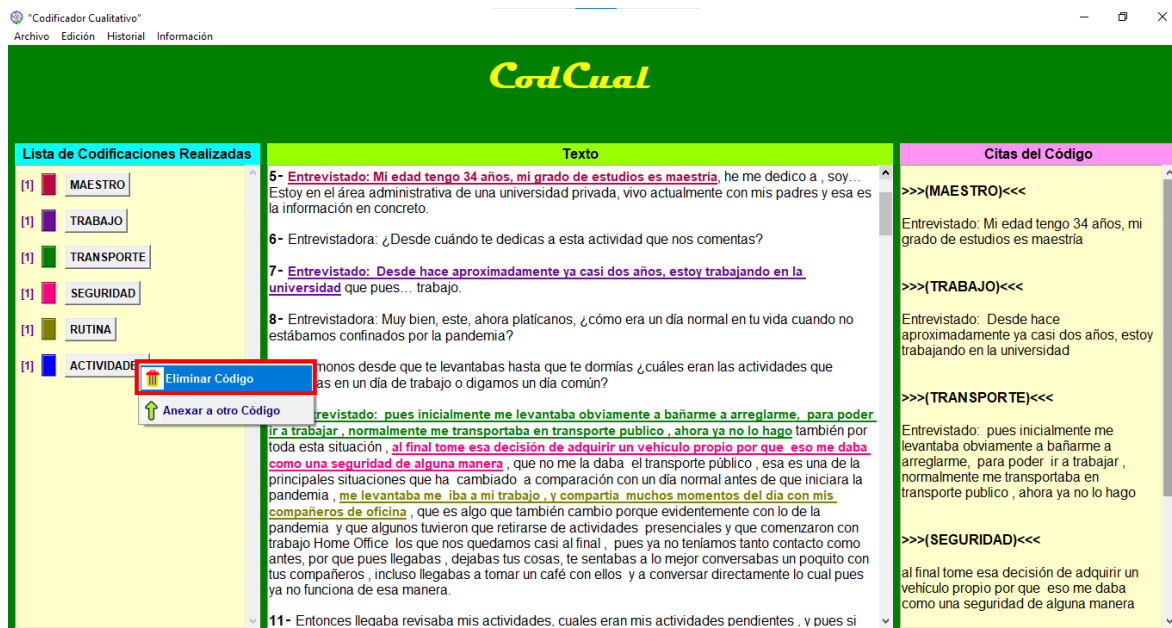 "Codificador Cualitativo"
Archivo Edición Historial Información
CodCual
Lista de Codificaciones Realizadas
[1] MAESTRO
[1] TRABAJO
[1] TRANSPORTE
[1] SEGURIDAD
[1] RUTINA
[1] ACTIVIDADE
Eliminar Código
Anexar a otro Código
Texto
5- Entrevistado: Mi edad tengo 34 años, mi grado de estudios es maestría, he me dedico a , soy…
Estoy en el área administrativa de una universidad privada, vivo actualmente con mis padres y esa es
la información en concreto.
6- Entrevistadora: ¿Desde cuándo te dedicas a esta actividad que nos comentas?
7- Entrevistado:  Desde hace aproximadamente ya casi dos años, estoy trabajando en la
universidad que pues… trabajo.
8- Entrevistadora: Muy bien, este, ahora platícanos, ¿cómo era un día normal en tu vida cuando no
estábamos confinados por la pandemia?
monos desde que te levantabas hasta que te dormías ¿cuáles eran las actividades que
as en un día de trabajo o digamos un día común?
revistado:  pues inicialmente me levantaba obviamente a bañarme a arreglarme,  para poder
ir a trabajar , normalmente me transportaba en transporte publico , ahora ya no lo hago también por
toda esta situación , al final tome esa decisión de adquirir un vehículo propio por que  eso me daba
como una seguridad de alguna manera , que no me la daba  el transporte público , esa es una de la
principales situaciones que ha  cambiado  a comparación con un día normal antes de que iniciara la
pandemia , me levantaba me  iba a mi trabajo , y compartía  muchos momentos del día con mis
compañeros de oficina , que es algo que también cambio porque evidentemente con lo de la
pandemia  y que algunos tuvieron que retirarse de actividades  presenciales y que comenzaron con
trabajo Home Office  los que nos quedamos casi al final ,  pues ya no teníamos tanto contacto como
antes, por que pues llegabas , dejabas tus cosas, te sentabas a lo mejor conversabas un poquito con
tus compañeros , incluso llegabas a tomar un café con ellos  y a conversar directamente lo cual pues
ya no funciona de esa manera.
11- Entonces llegaba revisaba mis actividades, cuales eran mis actividades pendientes , y pues si
Citas del Código
>>>(MAESTRO)<<<
Entrevistado: Mi edad tengo 34 años, mi
grado de estudios es maestría
>>>(TRABAJO)<<<
Entrevistado:  Desde hace
aproximadamente ya casi dos años, estoy
trabajando en la universidad
>>>(TRANSPORTE)<<<
Entrevistado:  pues inicialmente me
levantaba obviamente a bañarme a
arreglarme,  para poder  ir a trabajar ,
normalmente me transportaba en
transporte publico , ahora ya no lo hago
>>>(SEGURIDAD)<<<
al final tome esa decisión de adquirir un
vehículo propio por que  eso me daba
como una seguridad de alguna manera